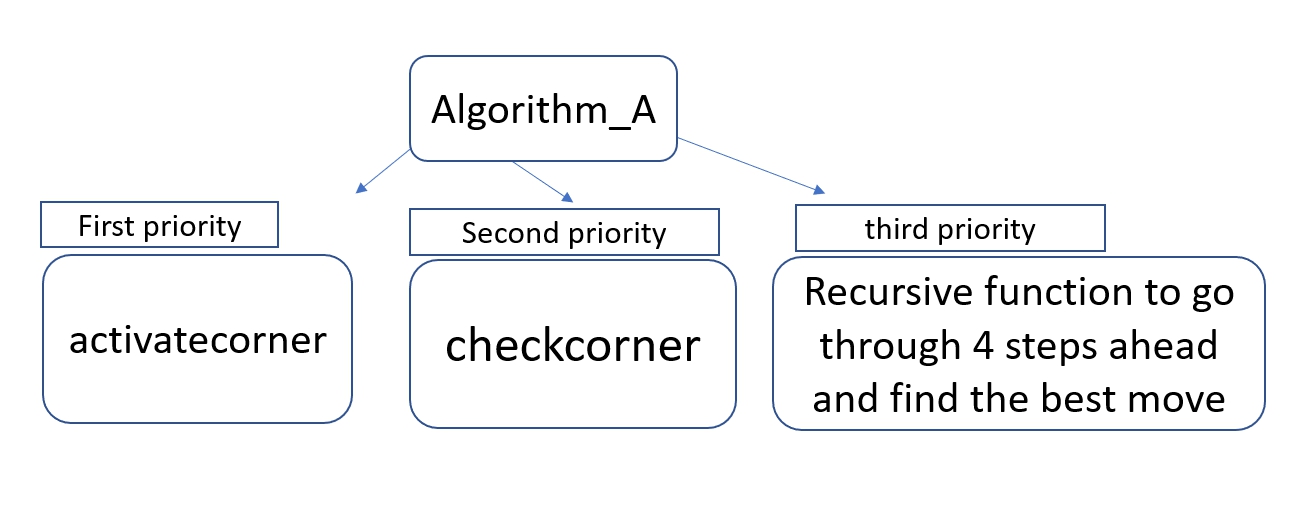 Algorithm_A
First priority
Second priority
third priority
activatecorner
checkcorner
Recursive function to go
through 4 steps ahead
and find the best move